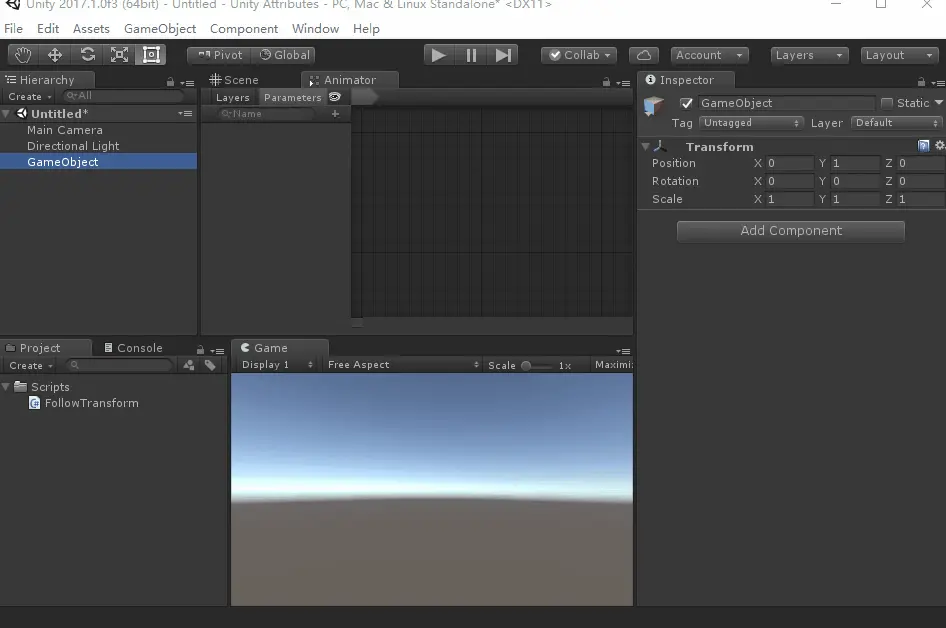 Unity 2017.1.0f3 (64bit) - Untitled - Unity Attributes - PC, Mac & Linux Standalone* <DX11>
File Edit Assets GameObject Component Window Help
Pivot Global Collab Account Layers Layout
Hierarchy
Create All
Untitled*
Main Camera
Directional Light
GameObject
Scene Animator
Layers Parameters
Name
Inspector
GameObject Static
Tag Untagged Layer Default
Transform
Position X 0 Y 1 Z 0
Rotation X 0 Y 0 Z 0
Scale X 1 Y 1 Z 1
Add Component
Project Console
Create
Scripts
FollowTransform
Game
Display 1 Free Aspect Scale 1x Maximi